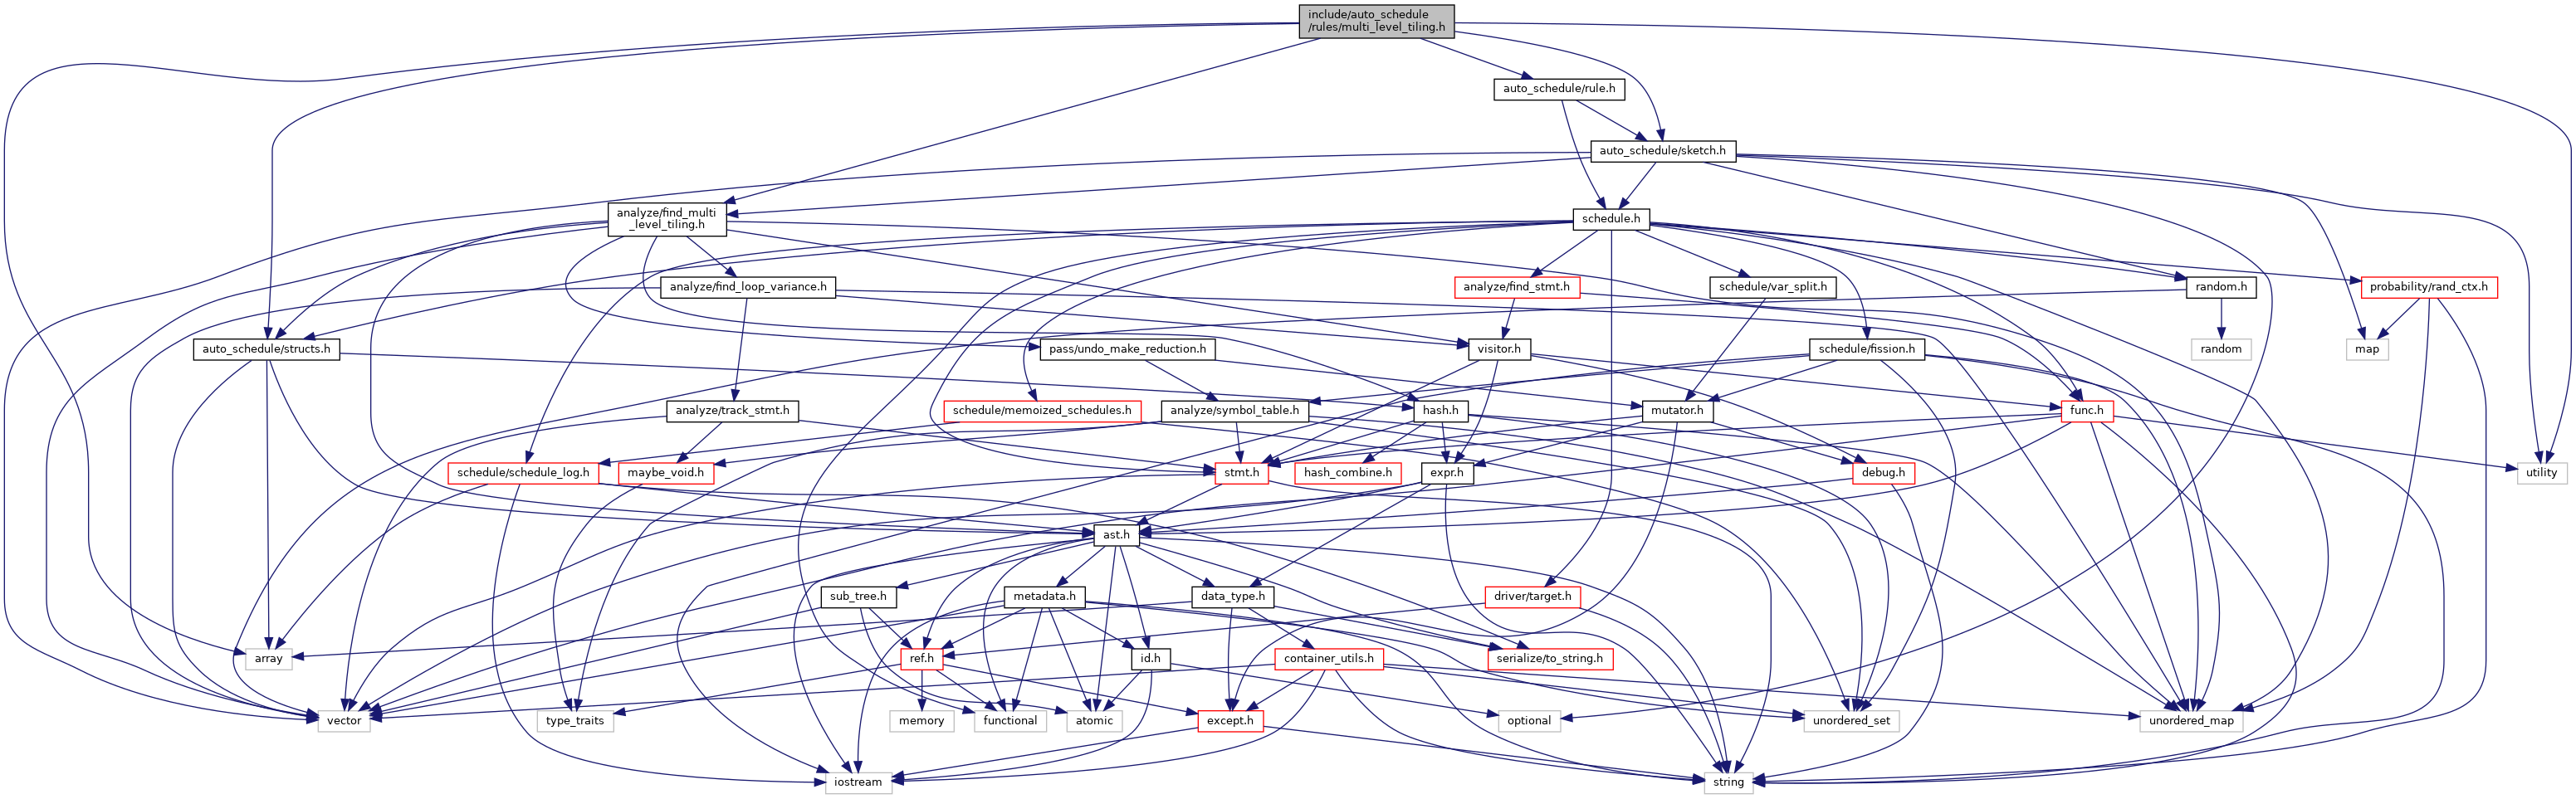 include/auto_schedule
/rules/multi_level_tiling.h
auto_schedule/rule.h
auto_schedule/sketch.h
analyze/find_multi
_level_tiling.h
schedule.h
analyze/find_loop_variance.h
analyze/find_stmt.h
schedule/var_split.h
random.h
probability/rand_ctx.h
auto_schedule/structs.h
pass/undo_make_reduction.h
visitor.h
schedule/fission.h
random
map
analyze/track_stmt.h
schedule/memoized_schedules.h
analyze/symbol_table.h
hash.h
mutator.h
func.h
schedule/schedule_log.h
maybe_void.h
stmt.h
hash_combine.h
expr.h
debug.h
utility
ast.h
sub_tree.h
metadata.h
data_type.h
driver/target.h
array
ref.h
id.h
container_utils.h
serialize/to_string.h
vector
type_traits
memory
functional
atomic
except.h
optional
unordered_set
unordered_map
iostream
string